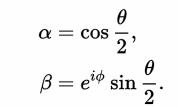 α = cos θ/2,
β = e^{iϕ} sin θ/2.